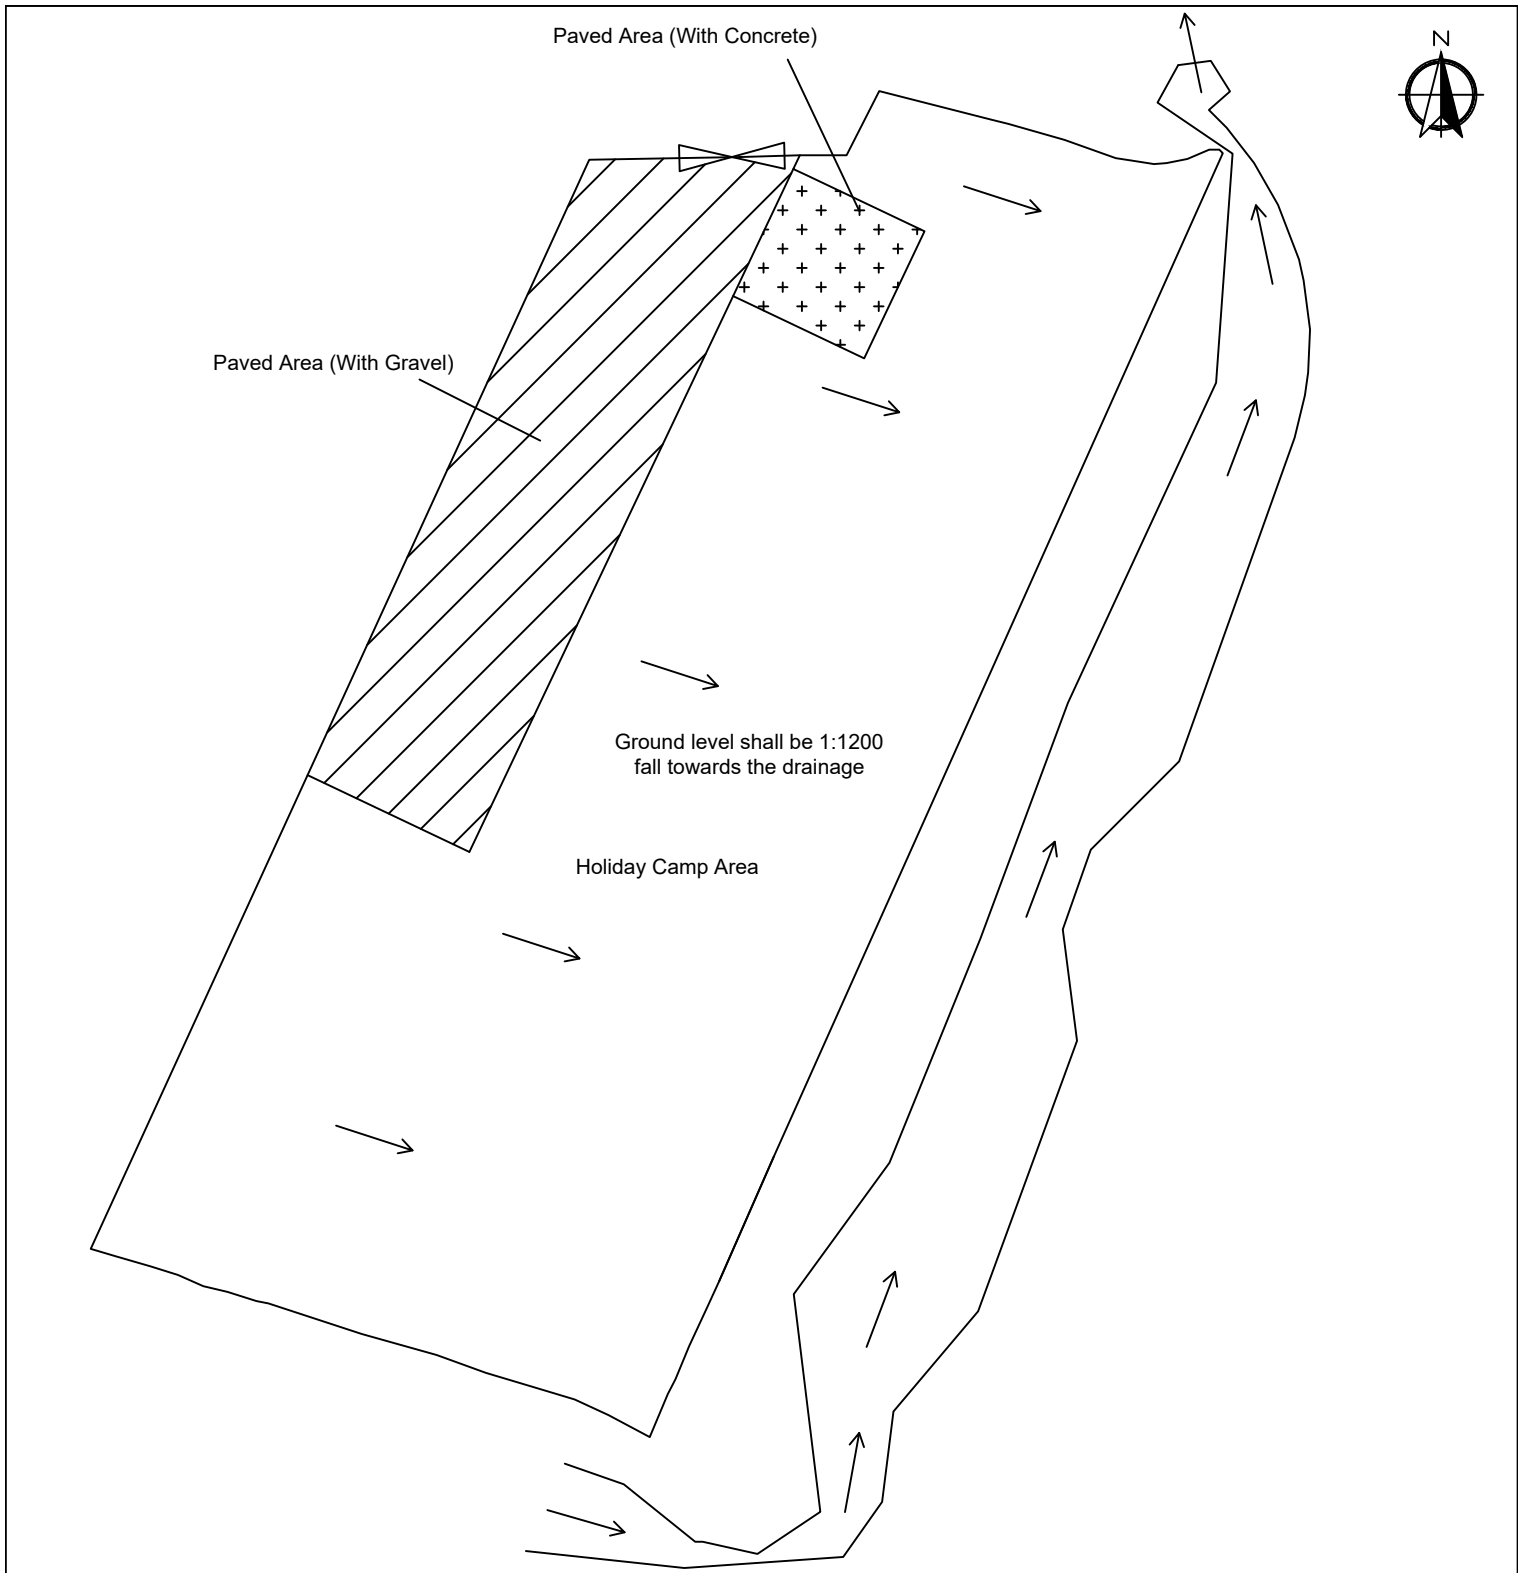 Paved Area (With Concrete)
N
Paved Area (With Gravel)
Ground level shall be 1:1200
fall towards the drainage
Holiday Camp Area